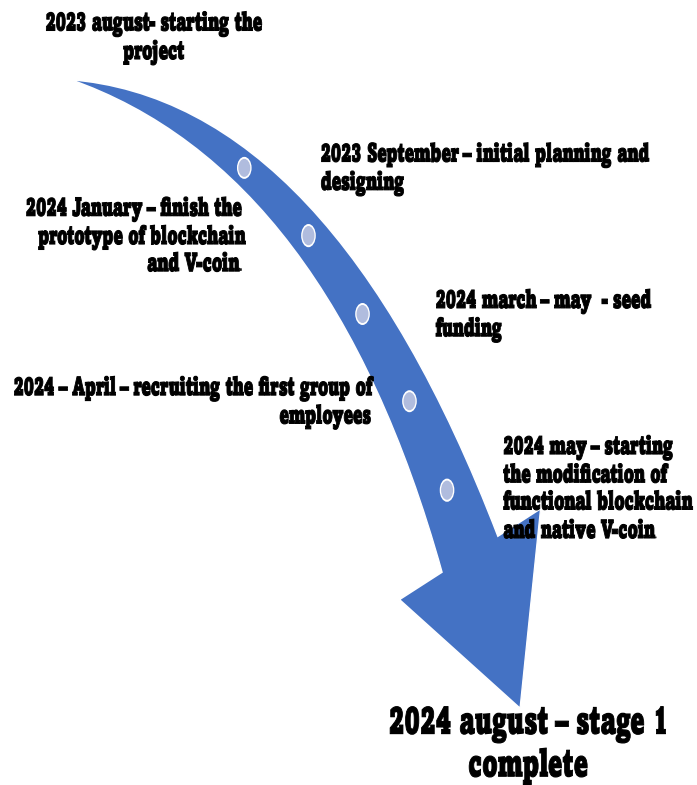 2023 august- starting the
project
2023 September – initial planning and
designing
2024 January – finish the
prototype of blockchain
and V-coin
2024 march – may - seed
funding
2024 – April – recruiting the first group of
employees
2024 may – starting
the modification of
functional blockchain
and native V-coin
2024 august – stage 1
complete